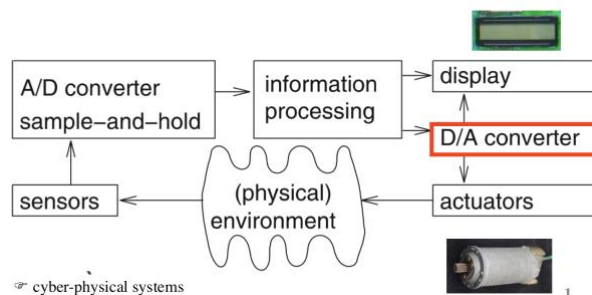 A/D converter
sample-and-hold
information
processing
display
D/A converter
sensors
(physical)
environment
actuators
☞ cyber-physical systems
1